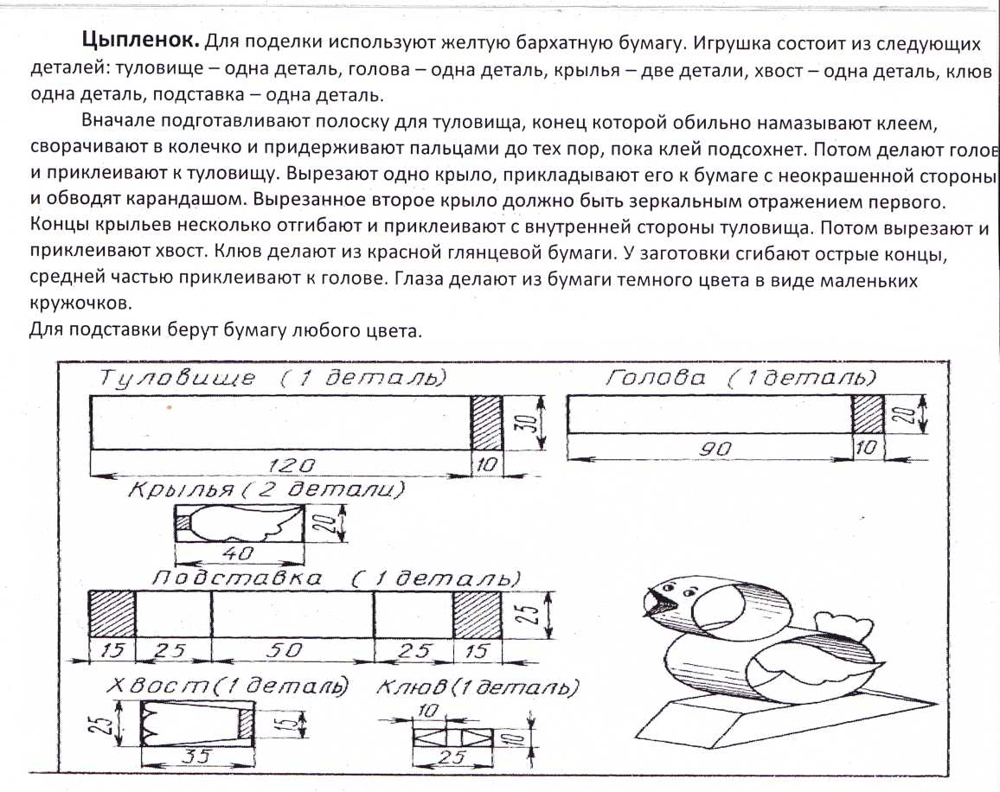 Цыпленок. Для поделки используют желтую бархатную бумагу. Игрушка состоит из следующих
деталей: туловище – одна деталь, голова – одна деталь, крылья – две детали, хвост – одна деталь, клюв
одна деталь, подставка – одна деталь.
Вначале подготавливают полоску для туловища, конец которой обильно намазывают клеем,
сворачивают в колечко и придерживают пальцами до тех пор, пока клей подсохнет. Потом делают голов
и приклеивают к туловищу. Вырезают одно крыло, прикладывают его к бумаге с неокрашенной стороны
и обводят карандашом. Вырезанное второе крыло должно быть зеркальным отражением первого.
Концы крыльев несколько отгибают и приклеивают с внутренней стороны туловища. Потом вырезают и
приклеивают хвост. Клюв делают из красной глянцевой бумаги. У заготовки сгибают острые концы,
средней частью приклеивают к голове. Глаза делают из бумаги темного цвета в виде маленьких
кружочков.
Для подставки берут бумагу любого цвета.
Туловище (1 деталь)
30
120
10
Голова (1 деталь)
20
90
10
Крылья (2 детали)
20
40
Подставка (1 деталь)
25
15
25
50
25
15
Хвост (1 деталь)
25
15
35
Клюв (1 деталь)
10
10
25